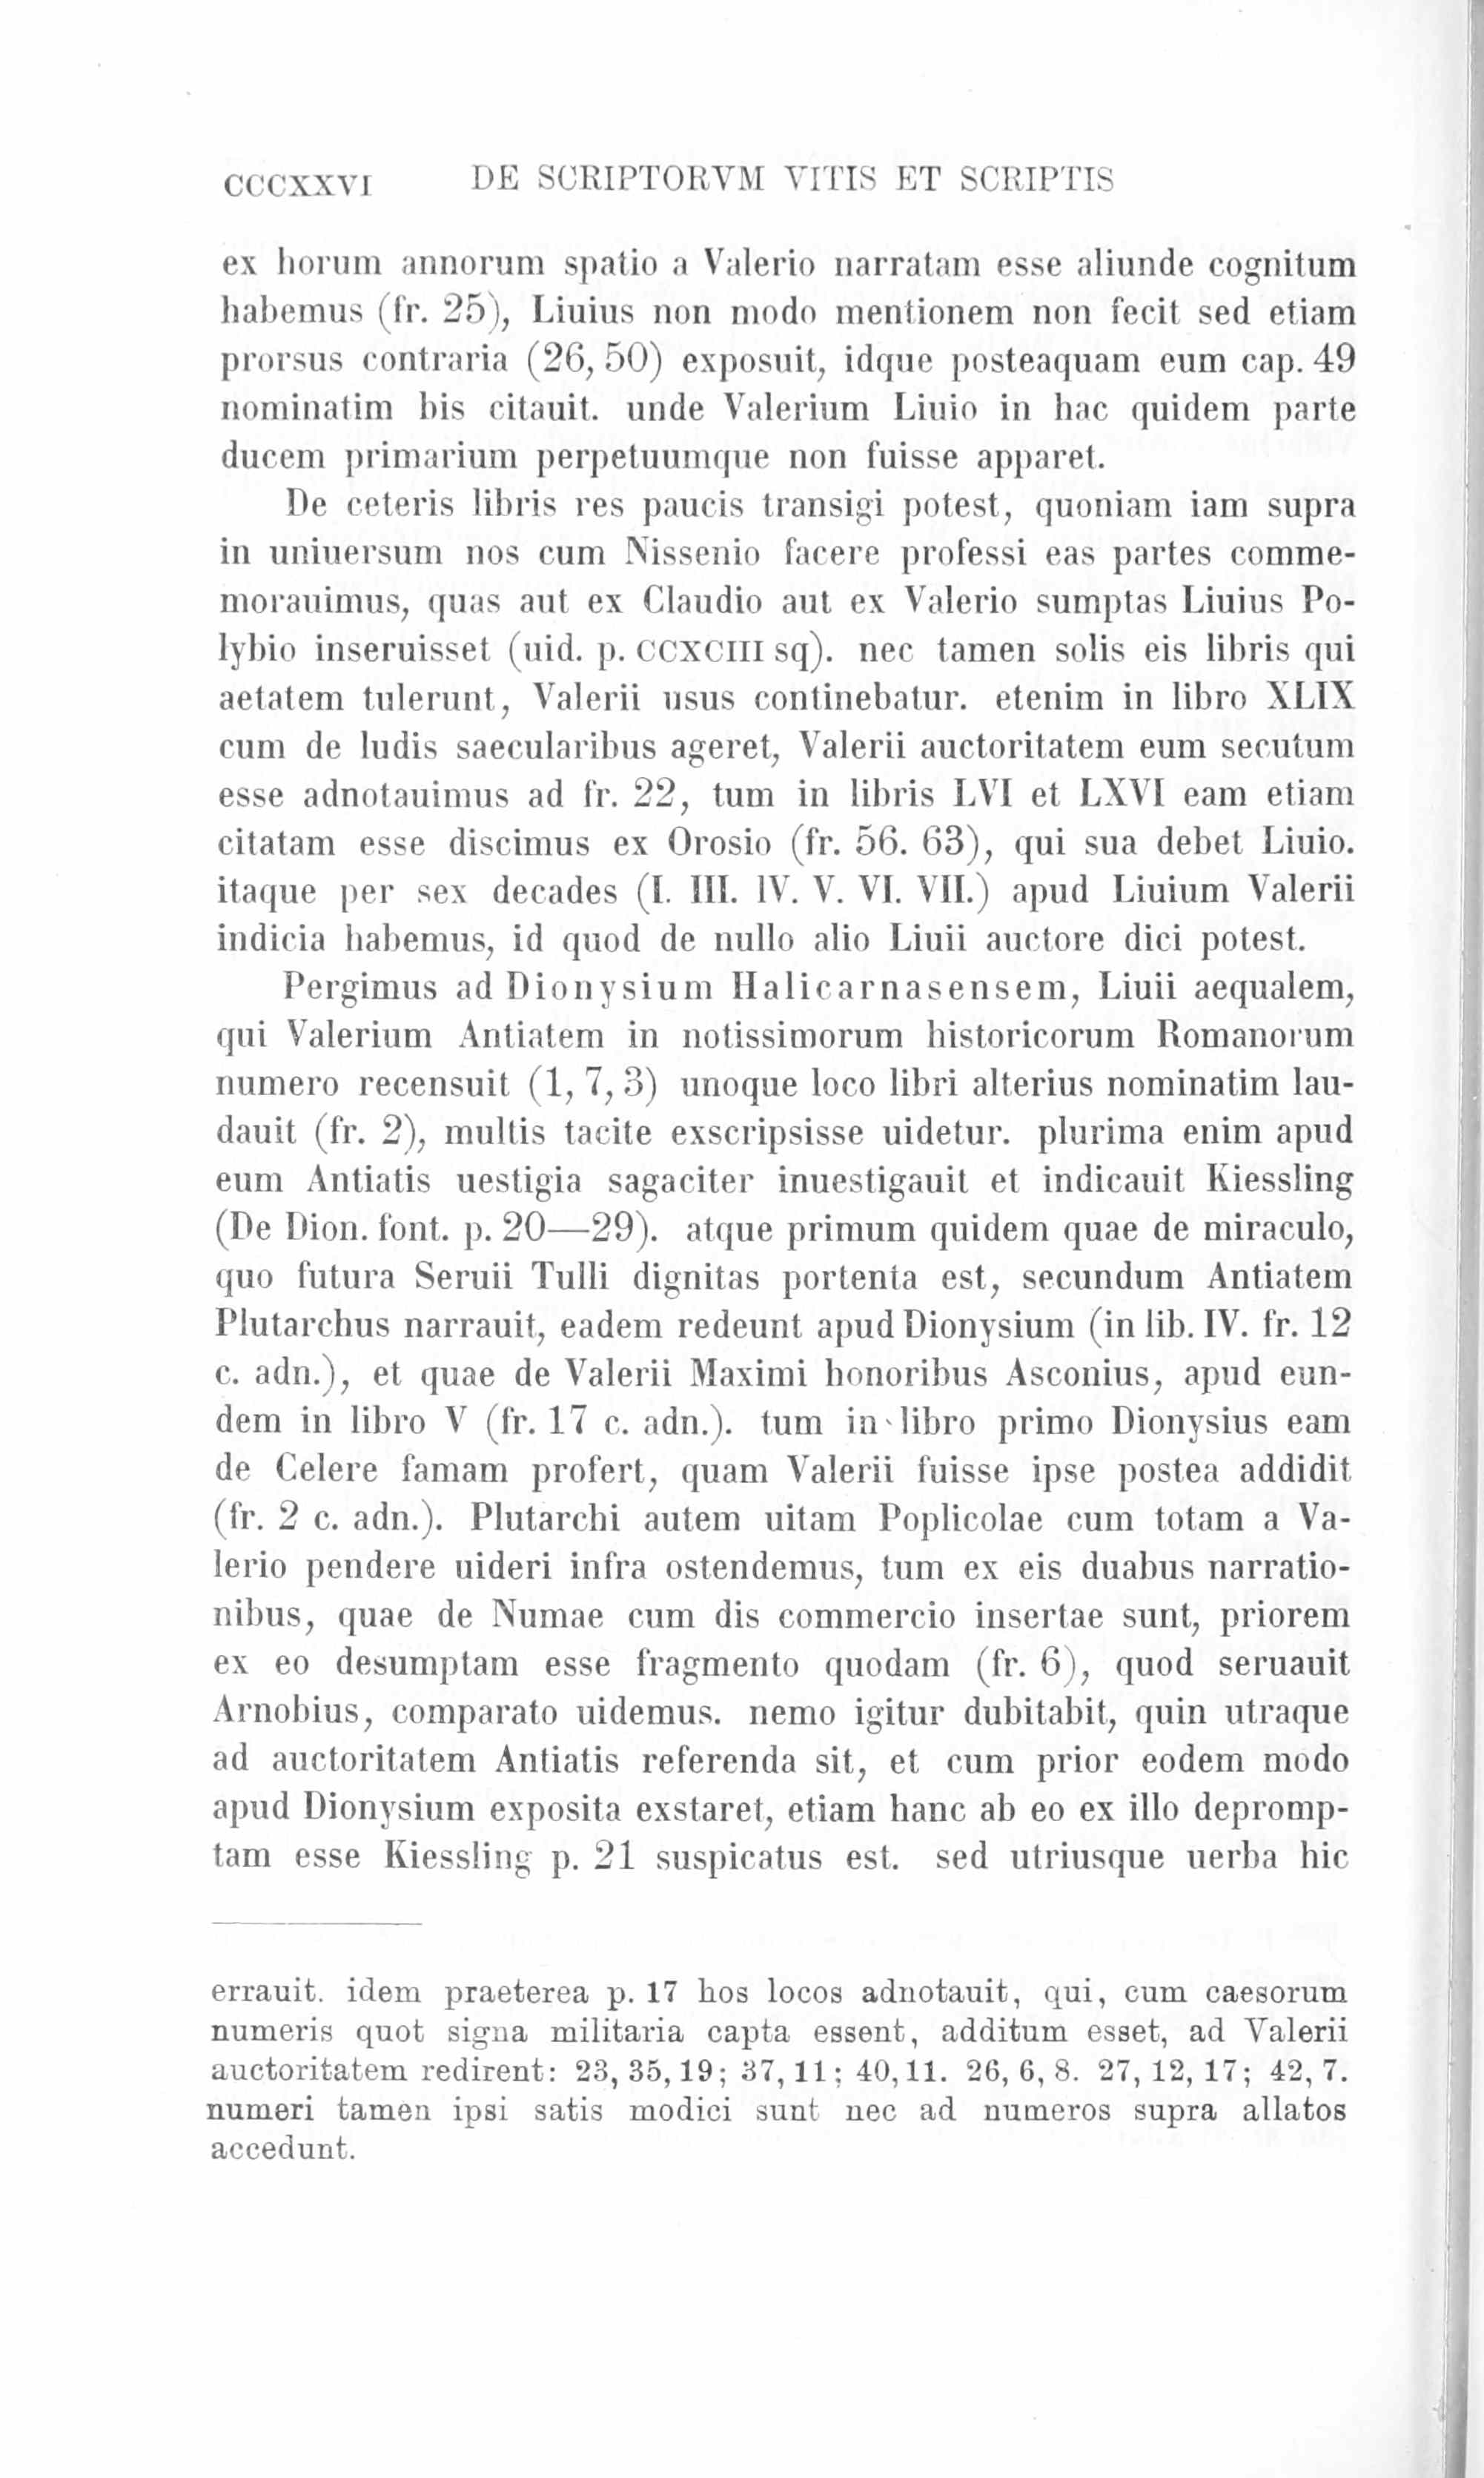 CCCXXVI DE SCRIPTORVM VITIS ET SCRIPTIS
ex horum annorum spatio a Valerio narratam esse aliunde cognitum
habemus (fr. 25), Liuius non modo mentionem non fecit sed etiam
prorsus contraria (26, 50) exposuit, idque posteaquam eum cap. 49
nominatim bis citauit. unde Valerium Liuio in hac quidem parte
ducem primarium perpetuumque non fuisse apparet.
De ceteris libris res paucis transigi potest, quoniam iam supra
in uniuersum nos cum Nissenio facere professi eas partes comme-
morauimus, quas aut ex Claudio aut ex Valerio sumptas Liuius Po-
lybio inseruisset (uid. p. CCXCIII sq). nec tamen solis eis libris qui
aetatem tulerunt, Valerii usus continebatur. etenim in libro XLIX
cum de ludis saecularibus ageret, Valerii auctoritatem eum secutum
esse adnotauimus ad fr. 22, tum in libris LVI et LXVI eam etiam
citatam esse discimus ex Orosio (fr. 56. 63), qui sua debet Liuio.
itaque per sex decades (I. III. IV. V. VI. VII.) apud Liuium Valerii
indicia habemus, id quod de nullo alio Liuii auctore dici potest.
Pergimus ad Dionysium Halicarnasensem, Liuii aequalem,
qui Valerium Antiatem in notissimorum historicorum Romanorum
numero recensuit (1, 7, 3) unoque loco libri alterius nominatim lau-
dauit (fr. 2), multis tacite exscripsisse uidetur. plurima enim apud
eum Antiatis uestigia sagaciter inuestigauit et indicauit Kiessling
(De Dion. font. p. 20—29). atque primum quidem quae de miraculo,
quo futura Seruii Tulli dignitas portenta est, secundum Antiatem
Plutarchus narrauit, eadem redeunt apud Dionysium (in lib. IV. fr. 12
c. adn.), et quae de Valerii Maximi honoribus Asconius, apud eun-
dem in libro V (fr. 17 c. adn.). tum in libro primo Dionysius eam
de Celere famam profert, quam Valerii fuisse ipse postea addidit
(fr. 2 c. adn.). Plutarchi autem uitam Poplicolae cum totam a Va-
lerio pendere uideri infra ostendemus, tum ex eis duabus narratio-
nibus, quae de Numae cum dis commercio insertae sunt, priorem
ex eo desumptam esse fragmento quodam (fr. 6), quod seruauit
Arnobius, comparato uidemus. nemo igitur dubitabit, quin utraque
ad auctoritatem Antiatis referenda sit, et cum prior eodem modo
apud Dionysium exposita exstaret, etiam hanc ab eo ex illo depromp-
tam esse Kiessling p. 21 suspicatus est. sed utriusque uerba hic
errauit. idem praeterea p. 17 hos locos adnotauit, qui, cum caesorum
numeris quot signa militaria capta essent, additum esset, ad Valerii
auctoritatem redirent: 23, 35, 19; 37, 11; 40, 11. 26, 6, 8. 27, 12, 17; 42, 7.
numeri tamen ipsi satis modici sunt nec ad numeros supra allatos
accedunt.